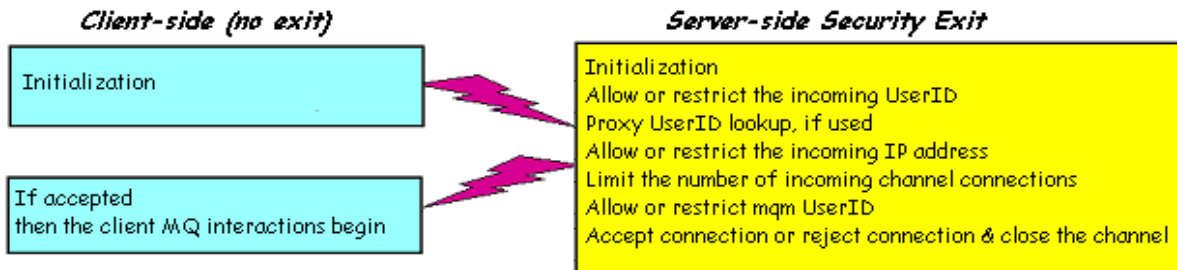 Client-side (no exit)
Initialization
If accepted
then the client MQ interactions begin
Server-side Security Exit
Initialization
Allow or restrict the incoming UserID
Proxy UserID lookup, if used
Allow or restrict the incoming IP address
Limit the number of incoming channel connections
Allow or restrict mqm UserID
Accept connection or reject connection & close the channel